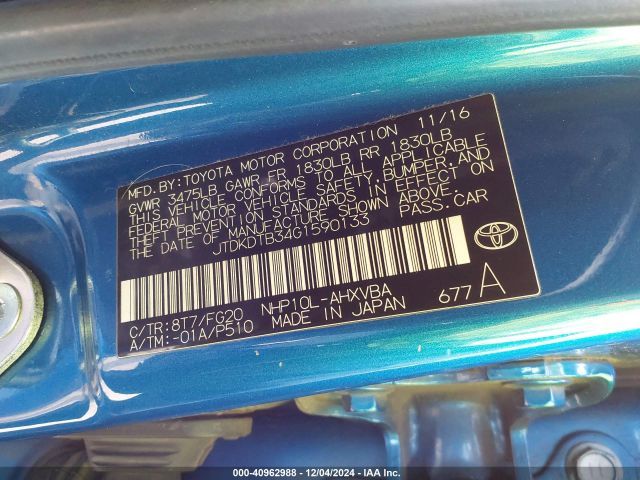 MFD. BY: TOYOTA MOTOR CORPORATION 11/16
GVWR 3475LB GAWR FR 1830LB RR 1830LB
THIS VEHICLE CONFORMS TO ALL APPLICABLE
FEDERAL MOTOR VEHICLE SAFETY, BUMPER, AND
THEFT PREVENTION STANDARDS IN EFFECT ON
THE DATE OF MANUFACTURE SHOWN ABOVE.
JTDKDTB34G1590133 PASS. CAR
TOYOTA
C/TR: 8T7/FG20 NHP10L-AHXVBA
A/TM: -01A/P510 MADE IN JAPAN 677 A
000-40962988 - 12/04/2024 - IAA Inc.